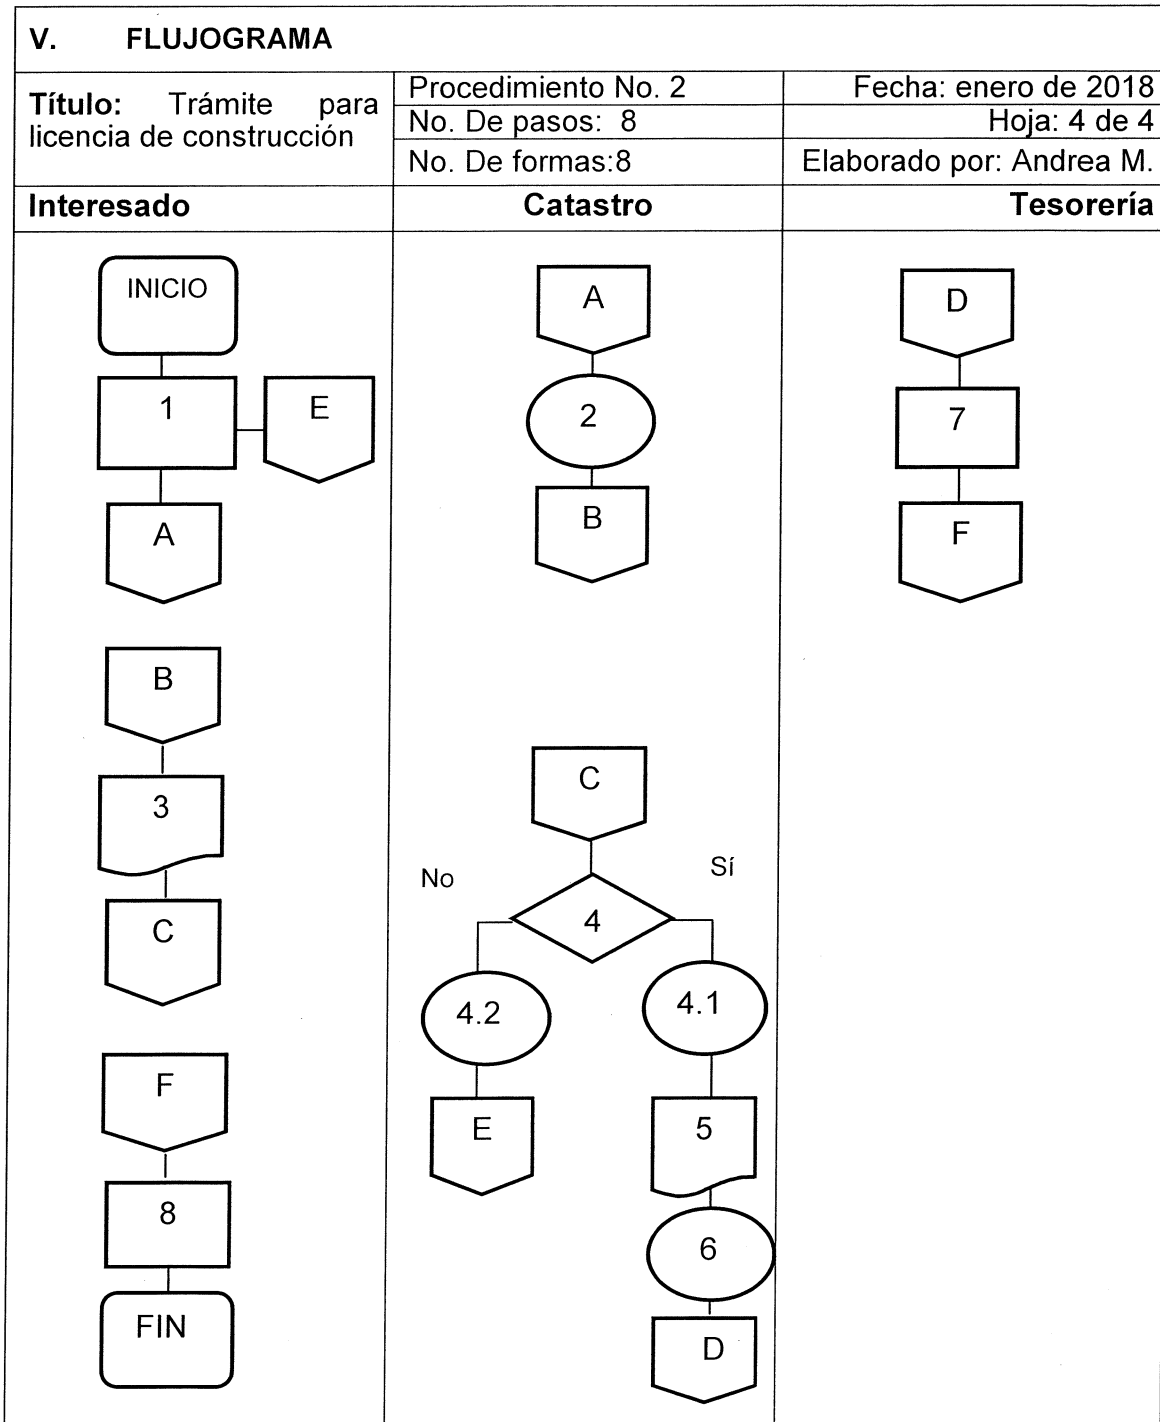 V. FLUJOGRAMA
Título: Trámite para
licencia de construcción
Procedimiento No. 2
No. De pasos: 8
No. De formas:8
Fecha: enero de 2018
Hoja: 4 de 4
Elaborado por: Andrea M.
Interesado
Catastro
Tesorería
INICIO
1
E
A
B
3
C
F
8
FIN
A
2
B
C
No
Sí
4
4.2
4.1
E
5
6
D
D
7
F